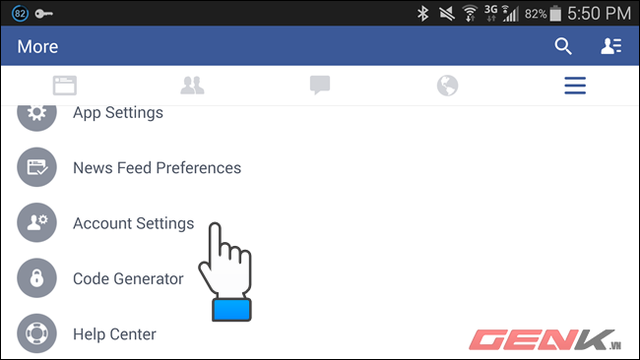 82 3G 82% 5:50 PM
More
App Settings
News Feed Preferences
Account Settings
Code Generator
Help Center
GENK.VN